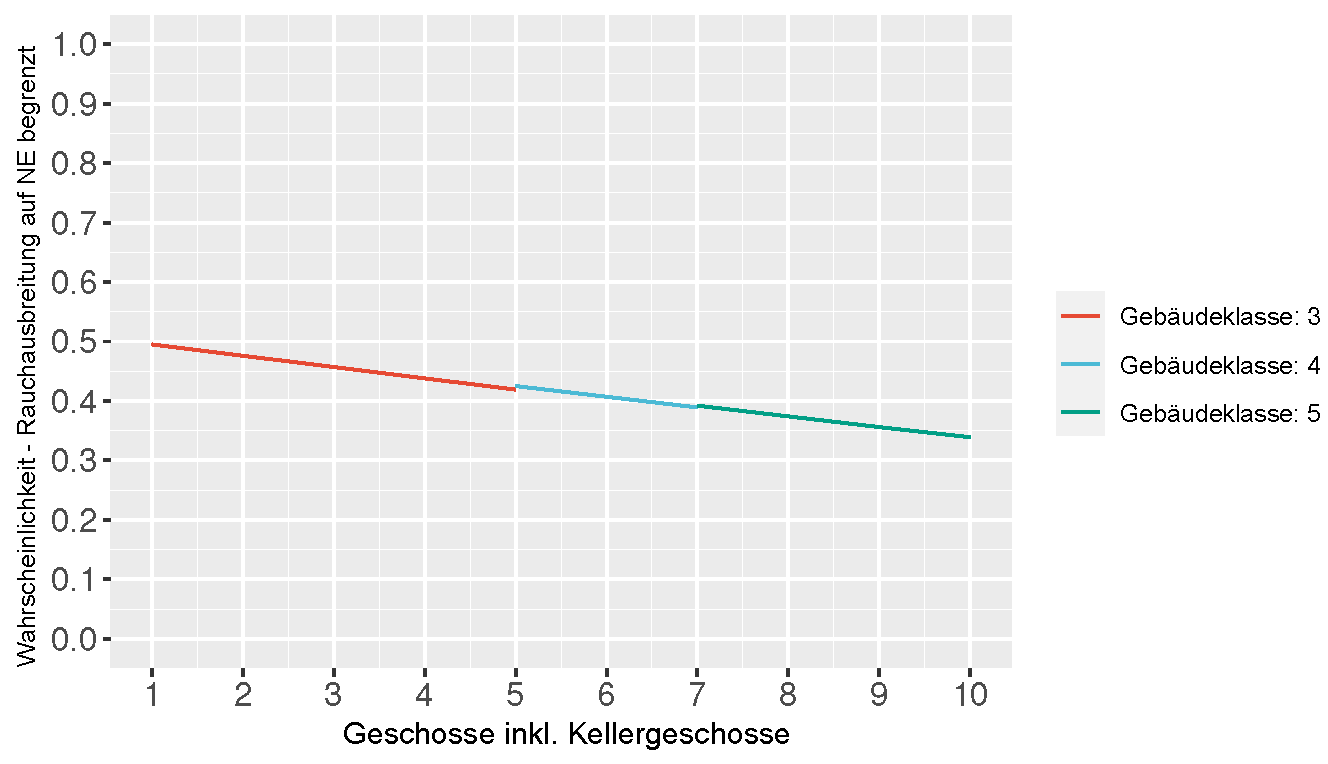 Wahrscheinlichkeit - Rauchausbreitung auf NE begrenzt
1.0
0.9
0.8
0.7
0.6
0.5
0.4
0.3
0.2
0.1
0.0
1 2 3 4 5 6 7 8 9 10
Geschosse inkl. Kellergeschosse
Gebäudeklasse: 3
Gebäudeklasse: 4
Gebäudeklasse: 5